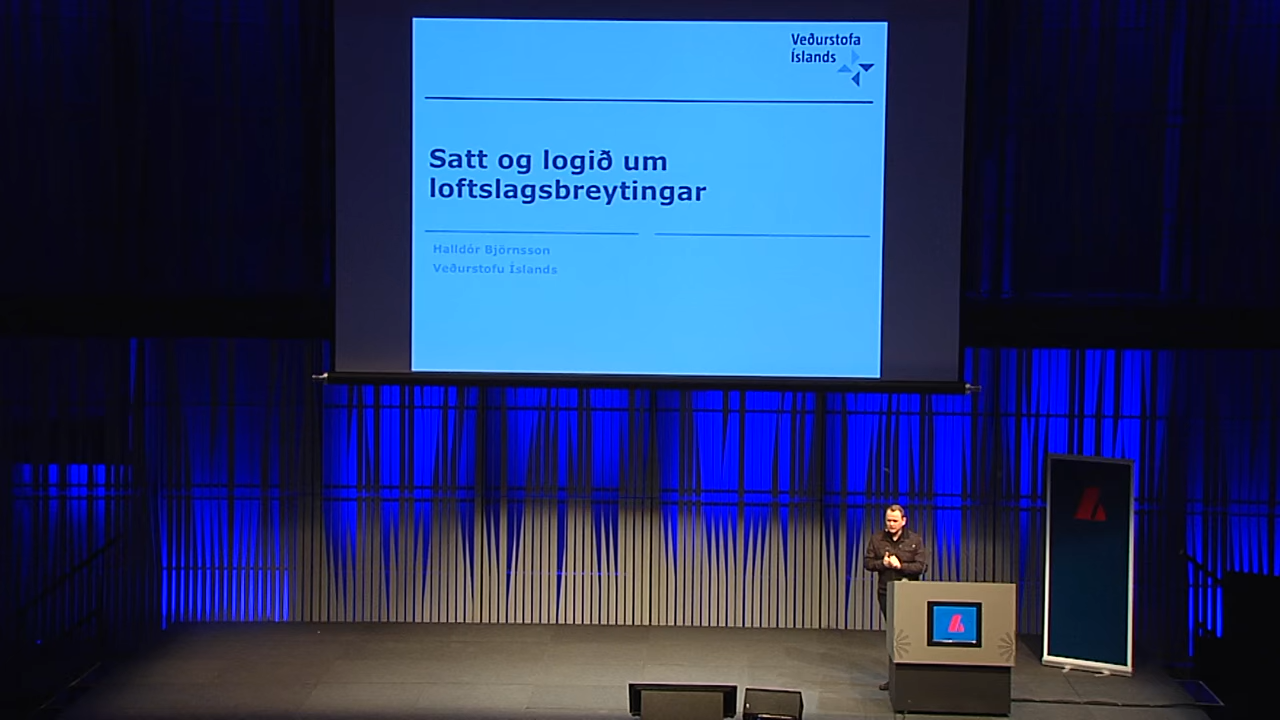 Veðurstofa
Íslands
Satt og logið um
loftslagsbreytingar
Halldór Björnsson
Veðurstofu Íslands